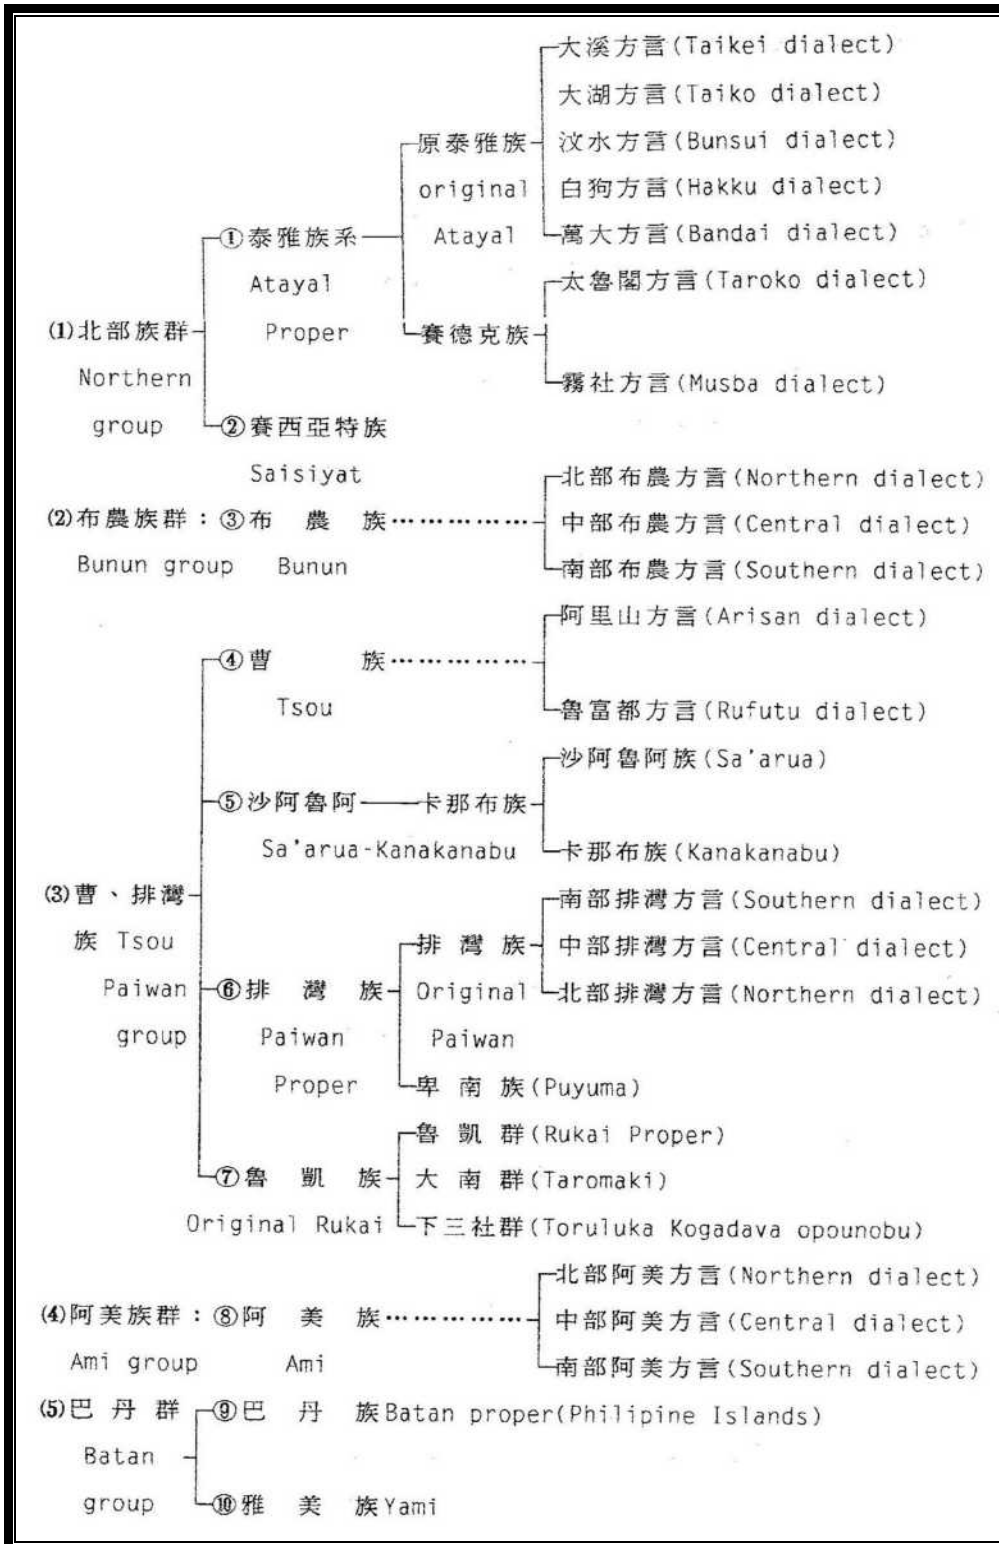 大溪方言(Taikei dialect)
大湖方言(Taiko dialect)
原泰雅族 汶水方言(Bunsui dialect)
original 白狗方言(Hakku dialect)
①泰雅族系 Atayal 萬大方言(Bandai dialect)
Atayal 太魯閣方言(Taroko dialect)
(1)北部族群 Proper 賽德克族
Northern 霧社方言(Musba dialect)
group ②賽西亞特族
Saisiyat 北部布農方言(Northern dialect)
(2)布農族群：③布農族…………… 中部布農方言(Central dialect)
Bunun group Bunun 南部布農方言(Southern dialect)
阿里山方言(Arisan dialect)
④曹族……………
Tsou 魯富都方言(Rufutu dialect)
沙阿魯阿族(Sa'arua)
⑤沙阿魯阿——卡那布族
Sa'arua-Kanakanabu 卡那布族(Kanakanabu)
(3)曹、排灣 南部排灣方言(Southern dialect)
族 Tsou 排灣族 中部排灣方言(Central dialect)
Paiwan ⑥排灣族 Original 北部排灣方言(Northern dialect)
group Paiwan Paiwan
Proper 卑南族(Puyuma)
魯凱群(Rukai Proper)
⑦魯凱族 大南群(Taromaki)
Original Rukai 下三社群(Toruluka Kogadava opounobu)
北部阿美方言(Northern dialect)
(4)阿美族群：⑧阿美族…………… 中部阿美方言(Central dialect)
Ami group Ami 南部阿美方言(Southern dialect)
(5)巴丹群 ⑨巴丹族Batan proper(Philipine Islands)
Batan
group ⑩雅美族Yami